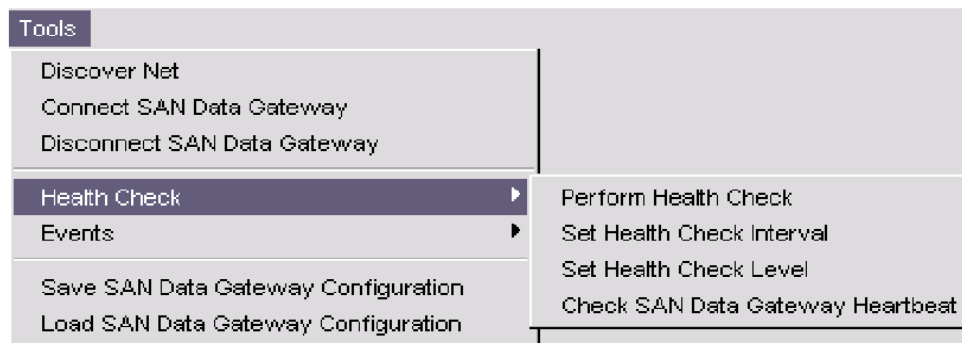 Tools
Discover Net
Connect SAN Data Gateway
Disconnect SAN Data Gateway
Health Check
Events
Save SAN Data Gateway Configuration
Load SAN Data Gateway Configuration
Perform Health Check
Set Health Check Interval
Set Health Check Level
Check SAN Data Gateway Heartbeat